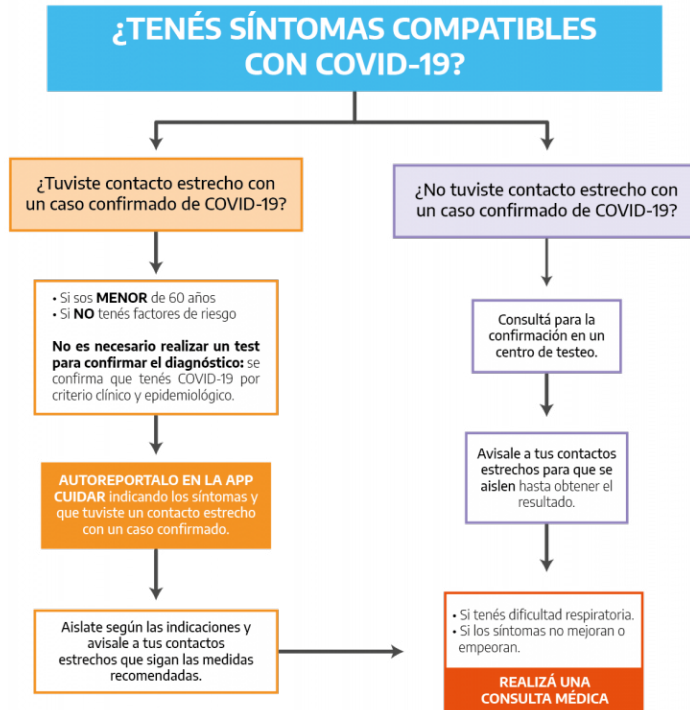 ¿TENÉS SÍNTOMAS COMPATIBLES
CON COVID-19?
¿Tuviste contacto estrecho con
un caso confirmado de COVID-19?
• Si sos MENOR de 60 años
• Si NO tenés factores de riesgo
No es necesario realizar un test
para confirmar el diagnóstico: se
confirma que tenés COVID-19 por
criterio clínico y epidemiológico.
AUTOREPORTALO EN LA APP
CUIDAR indicando los síntomas y
que tuviste un contacto estrecho
con un caso confirmado.
Aislate según las indicaciones y
avisale a tus contactos
estrechos que sigan las medidas
recomendadas.
¿No tuviste contacto estrecho con
un caso confirmado de COVID-19?
Consultá para la
confirmación en un
centro de testeo.
Avisale a tus contactos
estrechos para que se
aislen hasta obtener el
resultado.
• Si tenés dificultad respiratoria.
• Si los síntomas no mejoran o
empeoran.
REALIZÁ UNA
CONSULTA MÉDICA